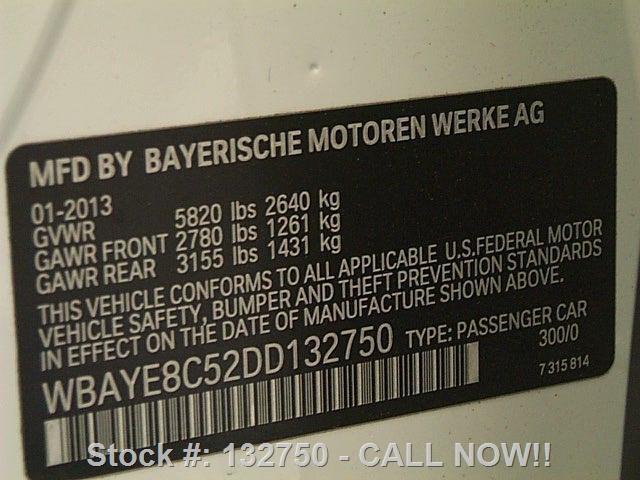 MFD BY BAYERISCHE MOTOREN WERKE AG
01-2013
GVWR 5820 lbs 2640 kg
GAWR FRONT 2780 lbs 1261 kg
GAWR REAR 3155 lbs 1431 kg
THIS VEHICLE CONFORMS TO ALL APPLICABLE U.S.FEDERAL MOTOR
VEHICLE SAFETY, BUMPER AND THEFT PREVENTION STANDARDS
IN EFFECT ON THE DATE OF MANUFACTURE SHOWN ABOVE.
WBAYE8C52DD132750 TYPE: PASSENGER CAR
300/0
7 315 814
Stock #: 132750 - CALL NOW!!